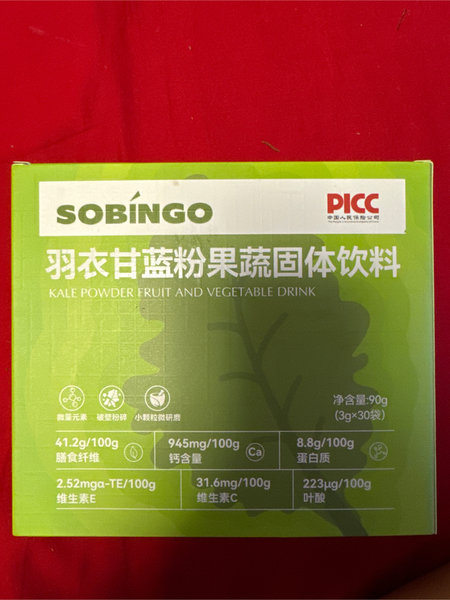 SOBINGO
PICC
中国人民保险公司
羽衣甘蓝粉果蔬固体饮料
KALE POWDER FRUIT AND VEGETABLE DRINK
微量元素
破壁粉碎
小颗粒微研磨
净含量:90g
(3g×30袋)
41.2g/100g
膳食纤维
945mg/100g
钙含量
Ca
8.8g/100g
蛋白质
2.52mgα-TE/100g
维生素E
31.6mg/100g
维生素C
223μg/100g
叶酸